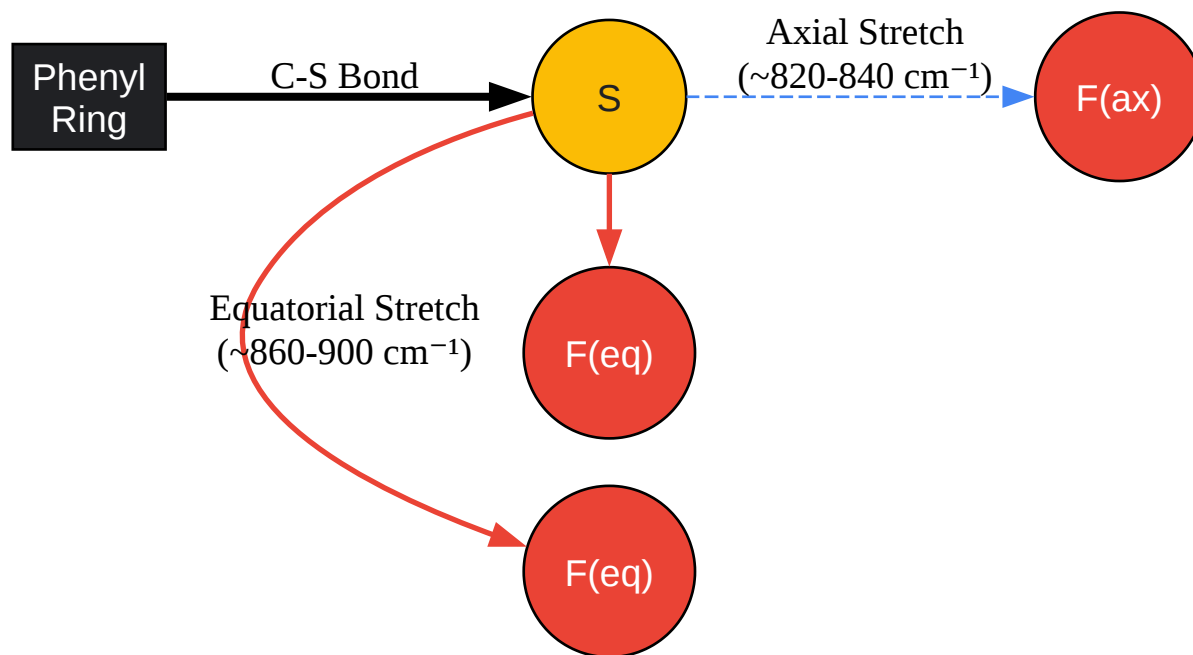 Phenyl
Ring
C-S Bond
S
Axial Stretch
(~820-840 cm⁻¹)
F(ax)
Equatorial Stretch
(~860-900 cm⁻¹)
F(eq)
F(eq)